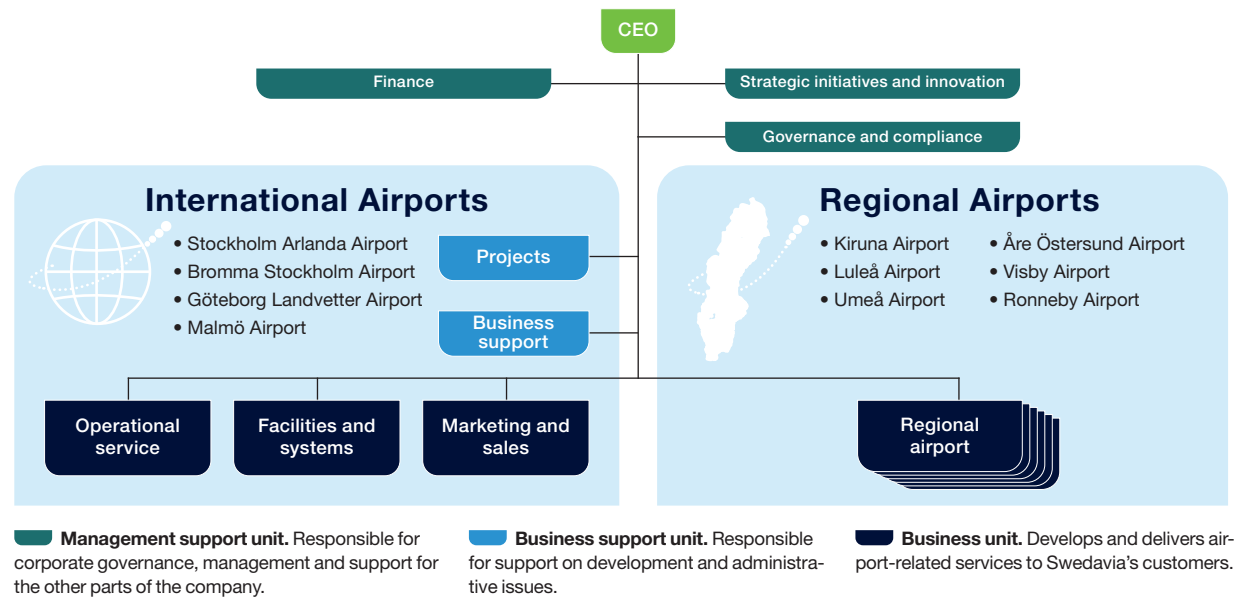 CEO
Finance
Strategic initiatives and innovation
Governance and compliance
International Airports
• Stockholm Arlanda Airport
• Bromma Stockholm Airport
• Göteborg Landvetter Airport
• Malmö Airport
Projects
Business
support
Operational
service
Facilities and
systems
Marketing and
sales
Regional Airports
• Kiruna Airport
• Luleå Airport
• Umeå Airport
• Åre Östersund Airport
• Visby Airport
• Ronneby Airport
Regional
airport
Management support unit. Responsible for
corporate governance, management and support for
the other parts of the company.
Business support unit. Responsible
for support on development and administra-
tive issues.
Business unit. Develops and delivers air-
port-related services to Swedavia's customers.